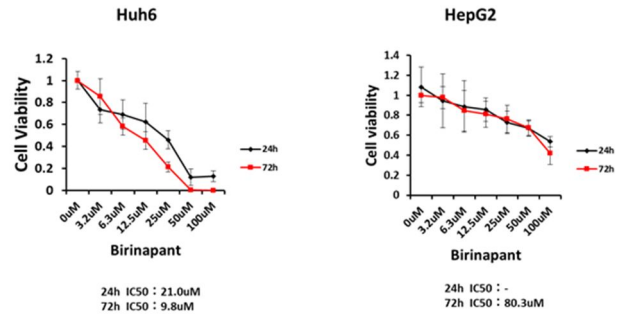 Huh6
1.2
1
0.8
0.6
0.4
0.2
0
Cell Viability
0uM
3.2uM
6.3uM
12.5uM
25uM
50uM
100uM
Birinapant
24h
72h
24h IC50：21.0uM
72h IC50：9.8uM
HepG2
1.4
1.2
1
0.8
0.6
0.4
0.2
0
Cell viability
0uM
3.2uM
6.3uM
12.5uM
25uM
50uM
100uM
Birinapant
24h
72h
24h IC50：-
72h IC50：80.3uM